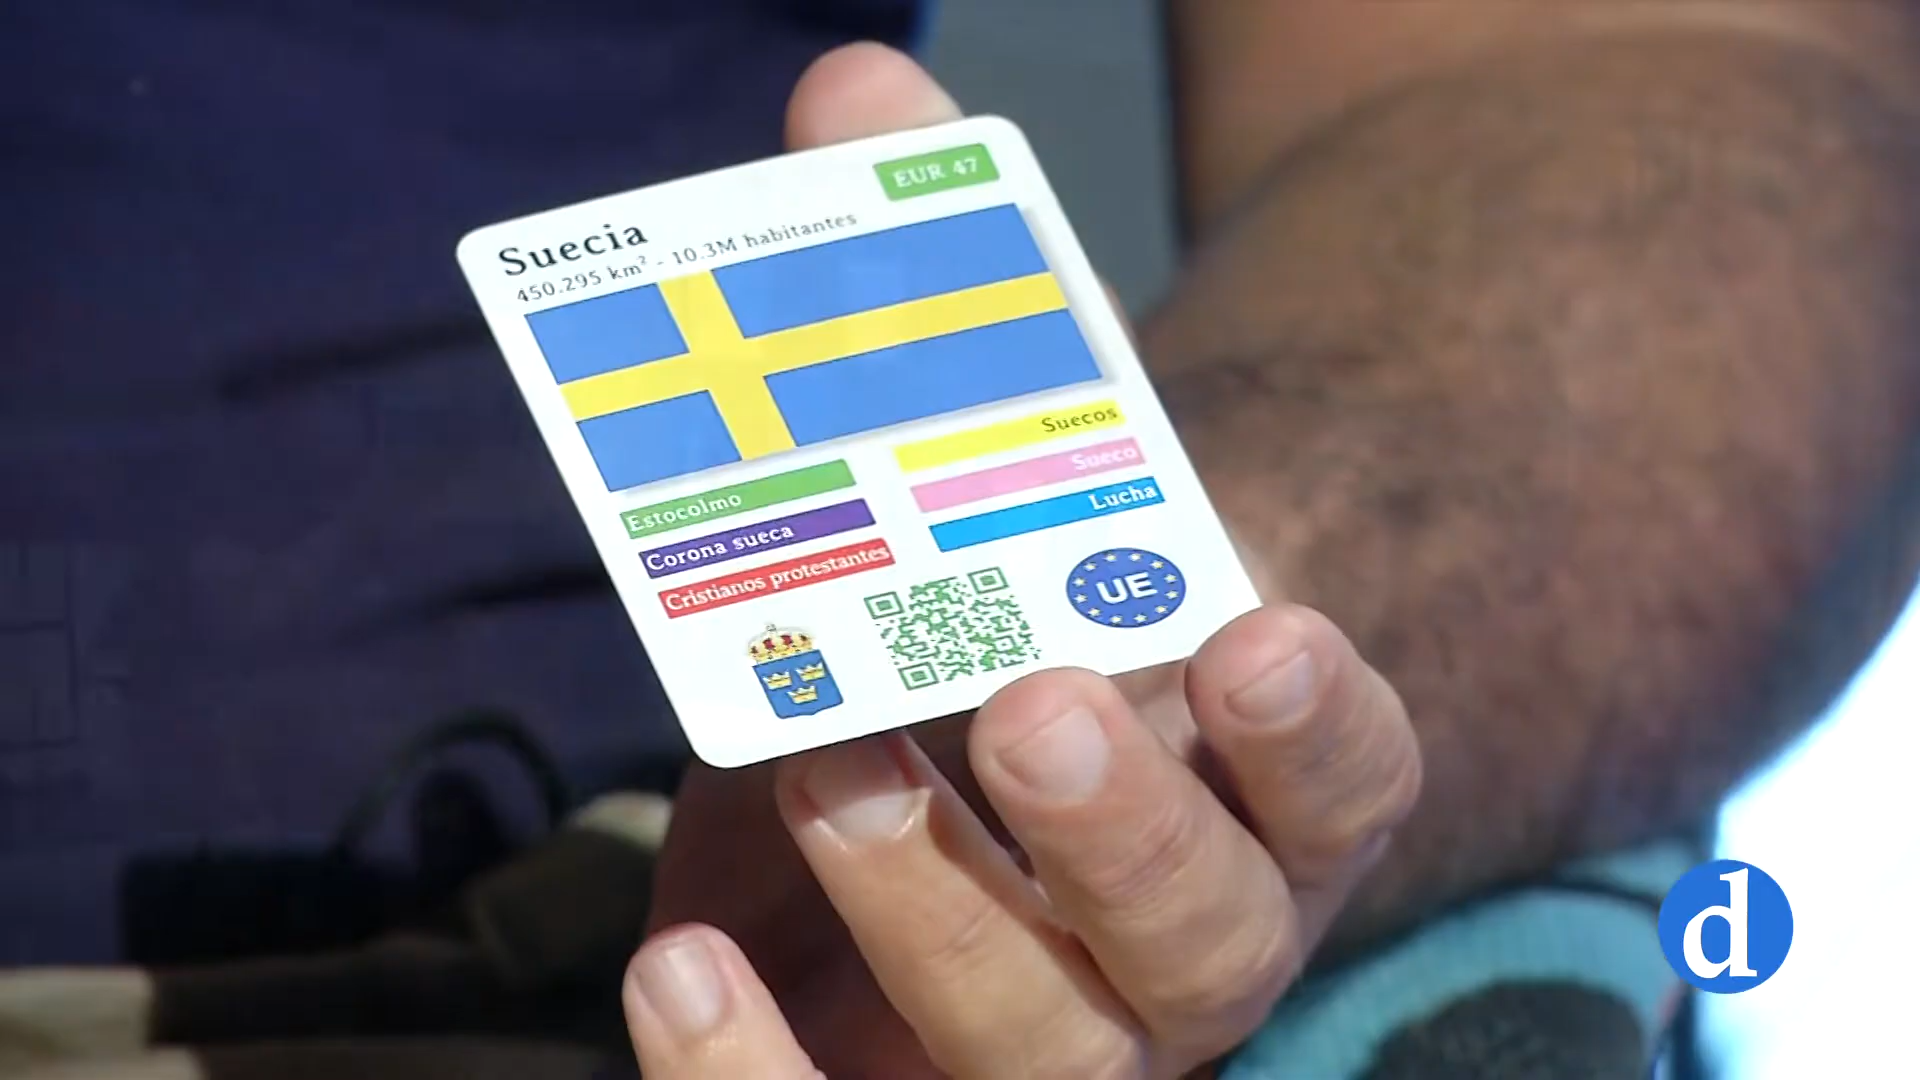 EUR 47
Suecia
450.295 km² - 10.3M habitantes
Estocolmo
Corona sueca
Cristianos protestantes
Suecos
Sueco
Lucha
UE
d